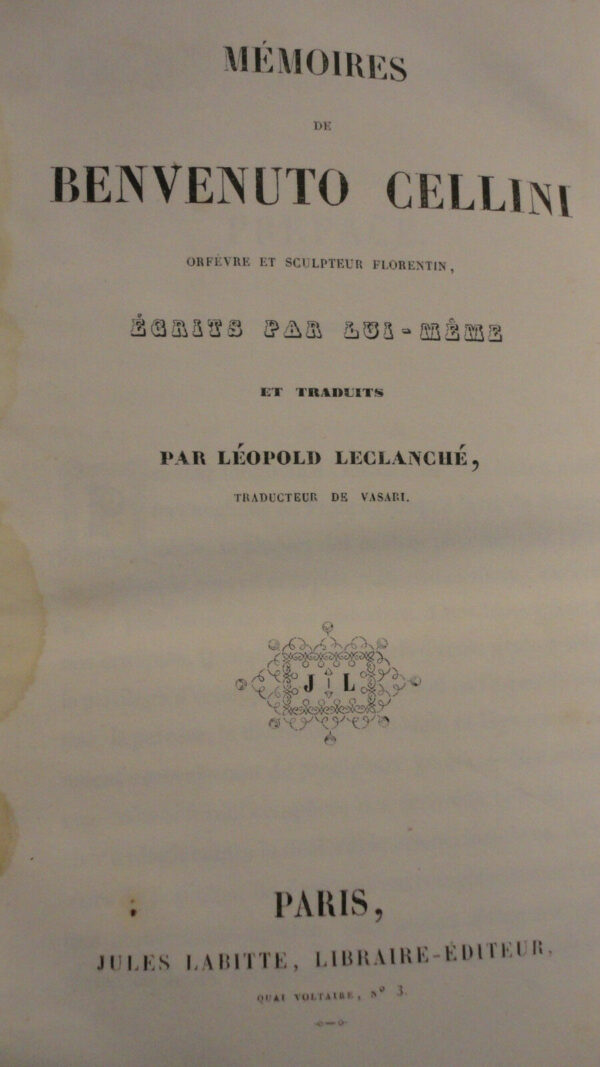 MÉMOIRES
DE
BENVENUTO CELLINI
ORFÉVRE ET SCULPTEUR FLORENTIN,
ÉCRITS PAR LUI-MÊME
ET TRADUITS
PAR LÉOPOLD LECLANCHÉ,
TRADUCTEUR DE VASARI.
J L
PARIS,
JULES LABITTE, LIBRAIRE-ÉDITEUR,
QUAI VOLTAIRE, Nº 3.